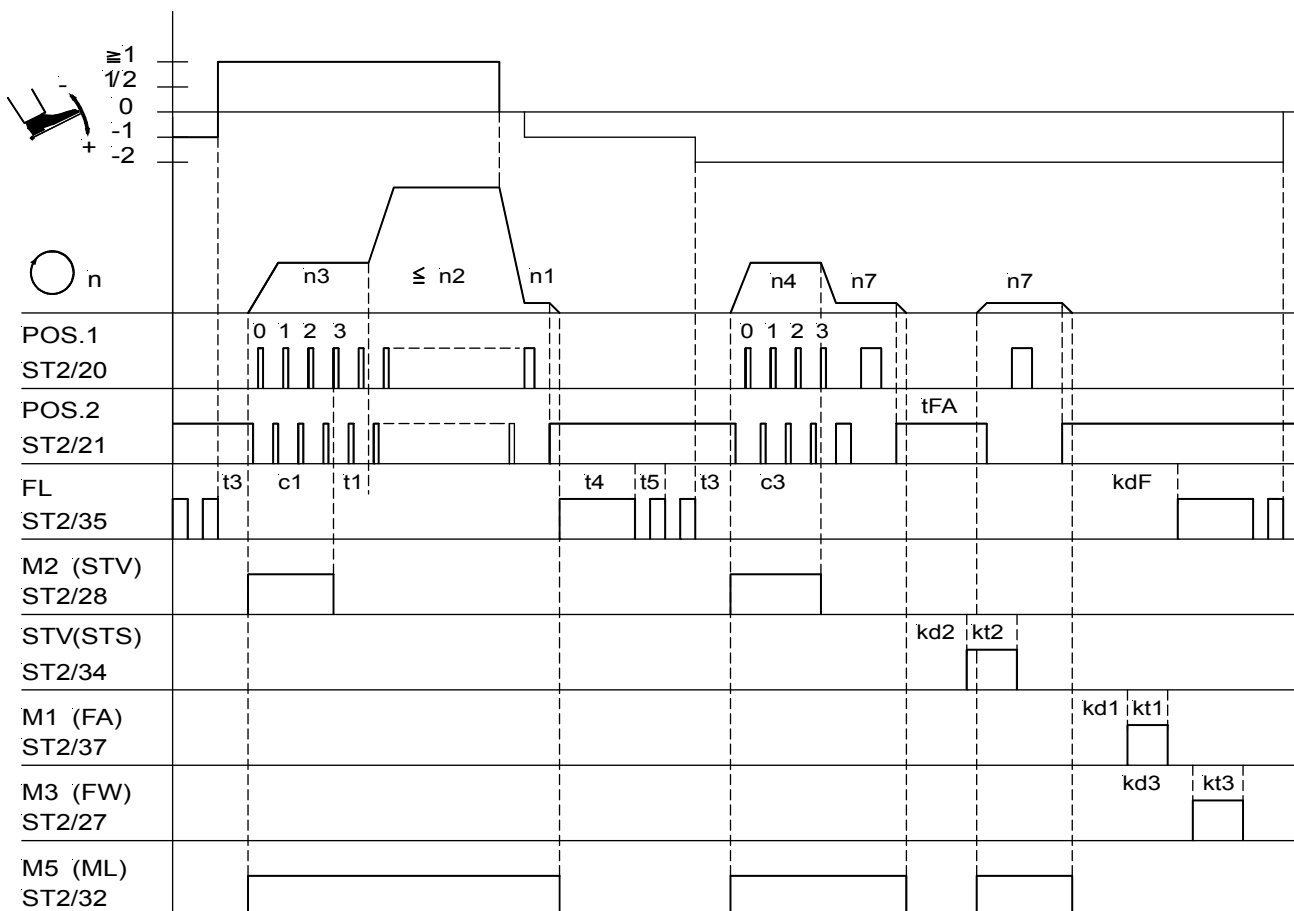 ≧1
1/2
-
0
-1
+
-2
n
n3
≦ n2
n1
n4
n7
n7
POS.1
ST2/20
0 1 2 3
0 1 2 3
POS.2
ST2/21
tFA
FL
ST2/35
t3
c1
t1
t4
t5
t3
c3
kdF
M2 (STV)
ST2/28
STV(STS)
ST2/34
kd2
kt2
M1 (FA)
ST2/37
kd1
kt1
M3 (FW)
ST2/27
kd3
kt3
M5 (ML)
ST2/32